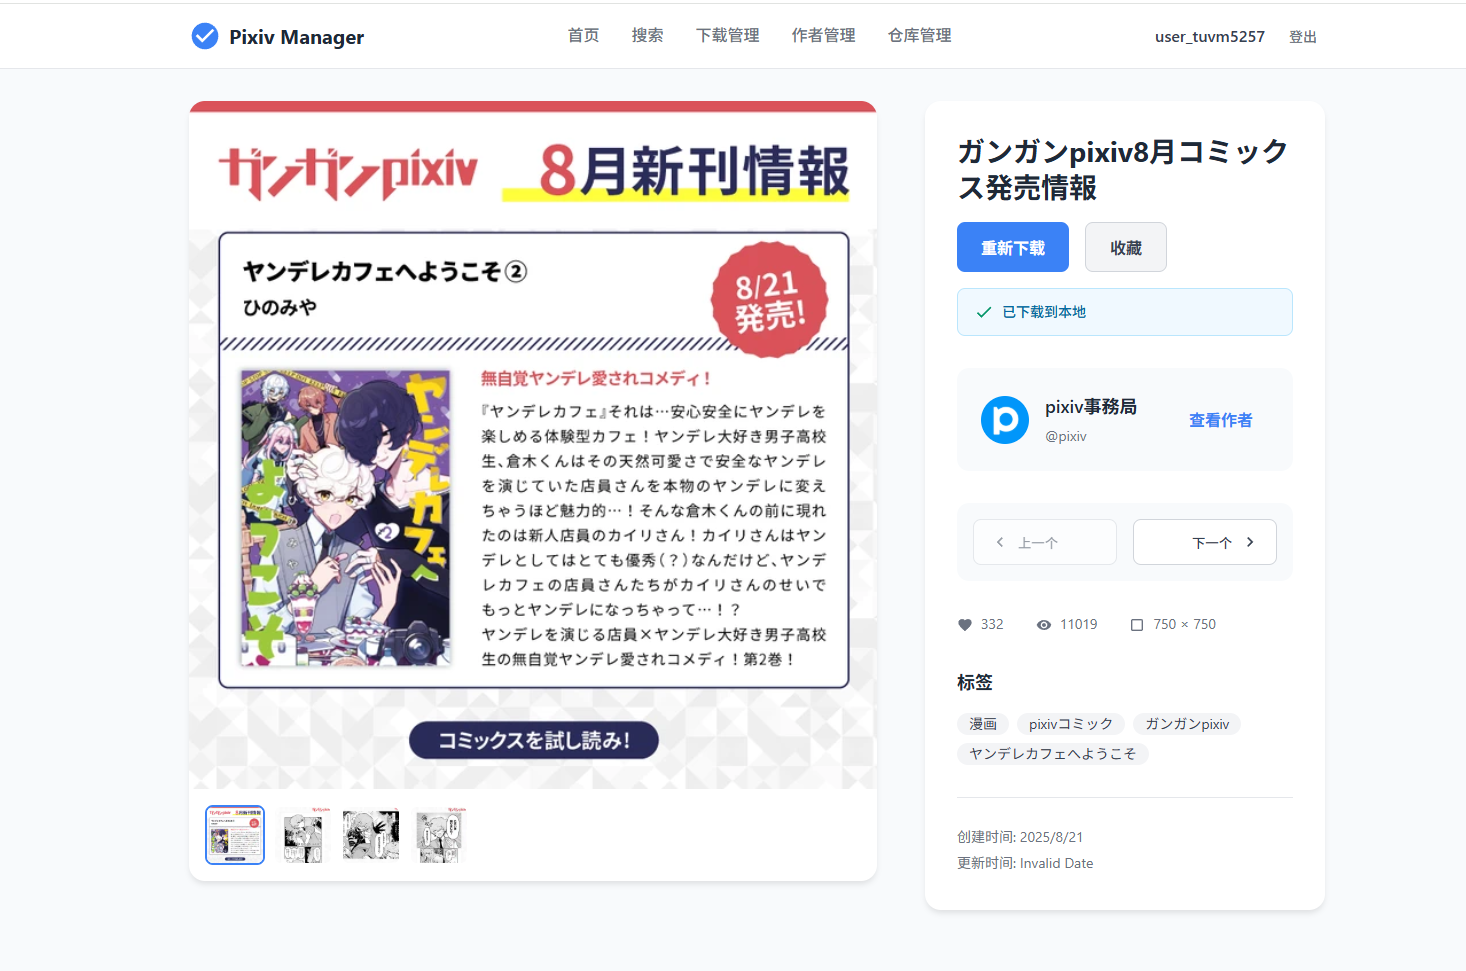 Pixiv Manager
首页
搜索
下载管理
作者管理
仓库管理
user_tuvm5257
登出
ガンガンpixiv
8月新刊情報
ヤンデレカフェへようこそ②
ひのみや
8/21
発売!
無自覚ヤンデレ愛されコメディ！
『ヤンデレカフェ』それは…安心安全にヤンデレを
楽しめる体験型カフェ！ヤンデレ大好き男子高校
生、倉木くんはその天然可愛さで安全なヤンデレ
を演じていた店員さんを本物のヤンデレに変え
ちゃうほど魅力的…！そんな倉木くんの前に現れ
たのは新人店員のカイリさん！カイリさんはヤン
デレとしてはとても優秀（？）なんだけど、ヤンデ
レカフェの店員さんたちがカイリさんのせいで
もっとヤンデレになっちゃって…！？
ヤンデレを演じる店員×ヤンデレ大好き男子高校
生の無自覚ヤンデレ愛されコメディ！第2巻！
ヤンデレカフェへ
ようこそ
2
ひのみや
コミックスを試し読み!
ガンガンpixiv8月コミック
ス発売情報
重新下载
收藏
已下载到本地
pixiv事務局
@pixiv
查看作者
上一个
下一个
332
11019
750 × 750
标签
漫画
pixivコミック
ガンガンpixiv
ヤンデレカフェへようこそ
创建时间: 2025/8/21
更新时间: Invalid Date